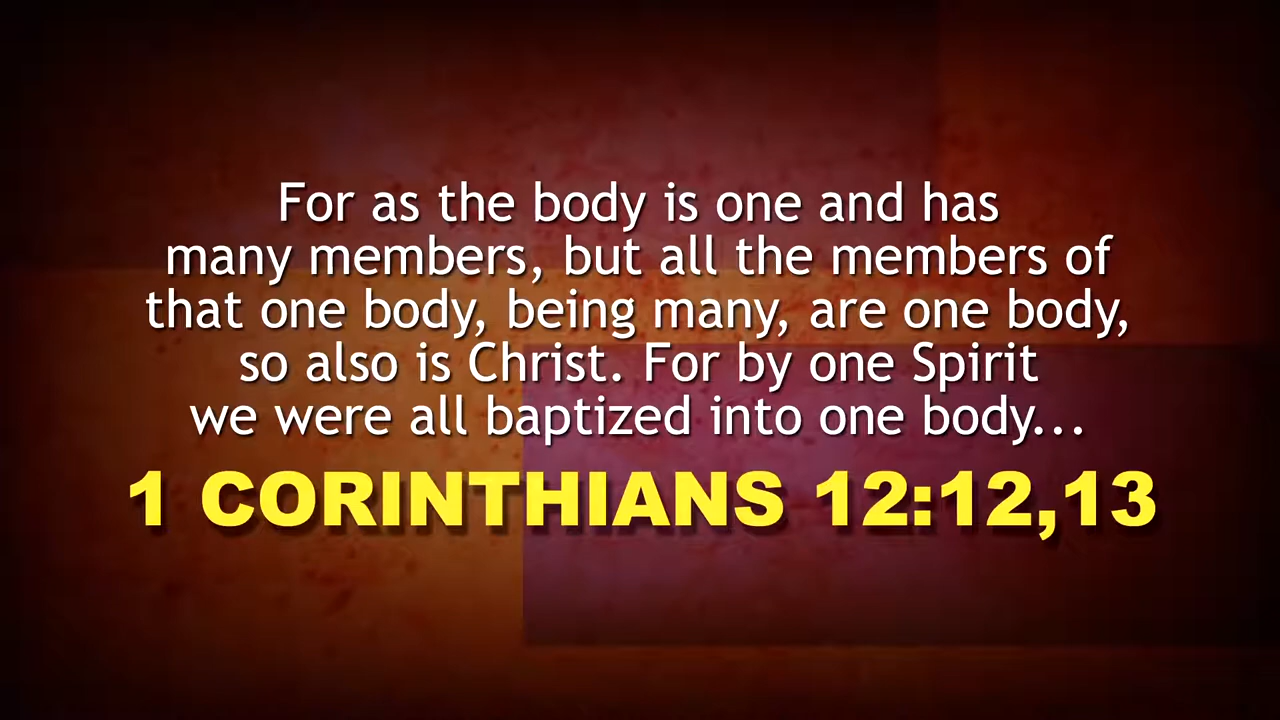 For as the body is one and has
many members, but all the members of
that one body, being many, are one body,
so also is Christ. For by one Spirit
we were all baptized into one body...
1 CORINTHIANS 12:12,13